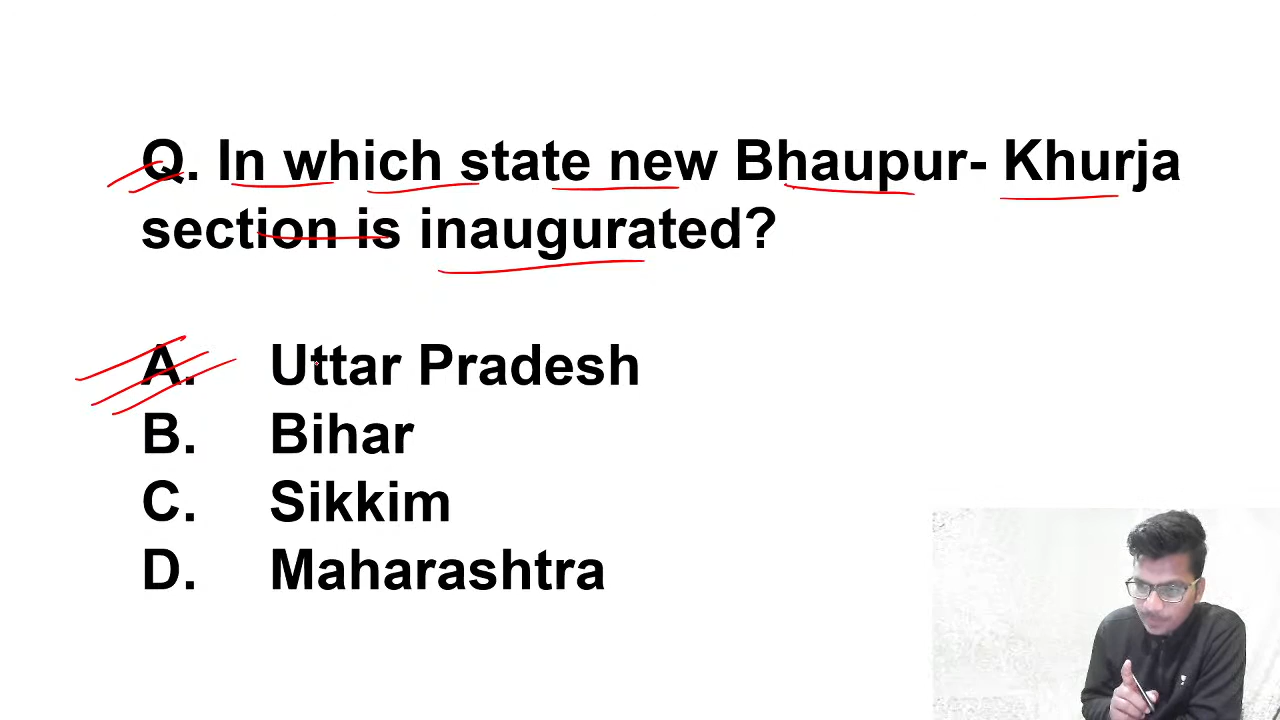 Q. In which state new Bhaupur- Khurja
section is inaugurated?
A. Uttar Pradesh
B. Bihar
C. Sikkim
D. Maharashtra